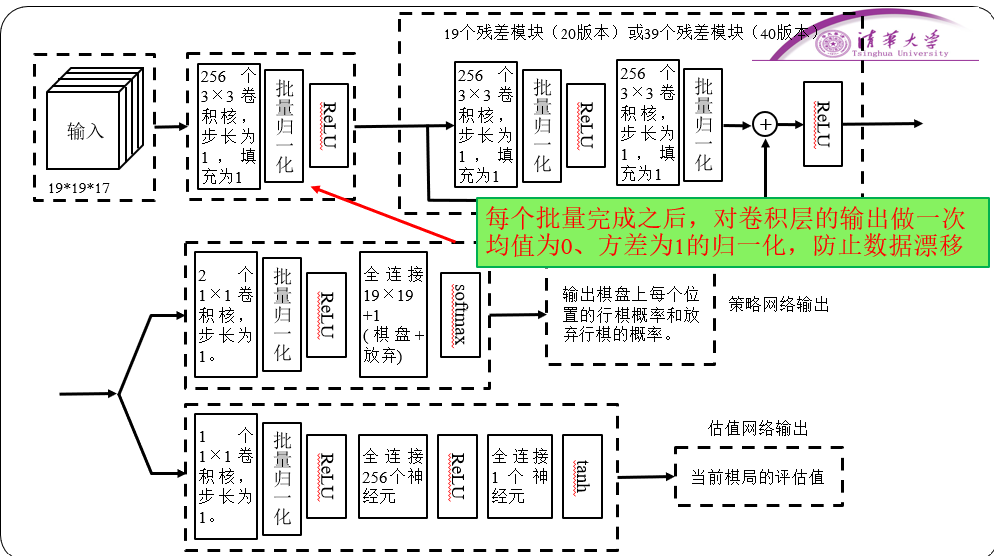 19个残差模块（20版本）或39个残差模块（40版本）
清华大学
Tsinghua University
输入
19*19*17
256 个
3×3 卷
积核，
步长为
1 ， 填
充为1
批
量
归
一
化
ReLU
256 个
3×3 卷
积核，
步长为
1 ， 填
充为1
批
量
归
一
化
ReLU
256 个
3×3 卷
积核，
步长为
1 ， 填
充为1
批
量
归
一
化
+
ReLU
每个批量完成之后，对卷积层的输出做一次
均值为0、方差为1的归一化，防止数据漂移
2 个
1×1 卷
积核，
步长为
1。
批
量
归
一
化
ReLU
全连接
19×19
+1
(棋盘+
放弃)
softmax
输出棋盘上每个位
置的行棋概率和放
弃行棋的概率。
策略网络输出
1 个
1×1 卷
积核，
步长为
1。
批
量
归
一
化
ReLU
全连接
256个神
经元
ReLU
全连接
1 个 神
经元
tanh
估值网络输出
当前棋局的评估值